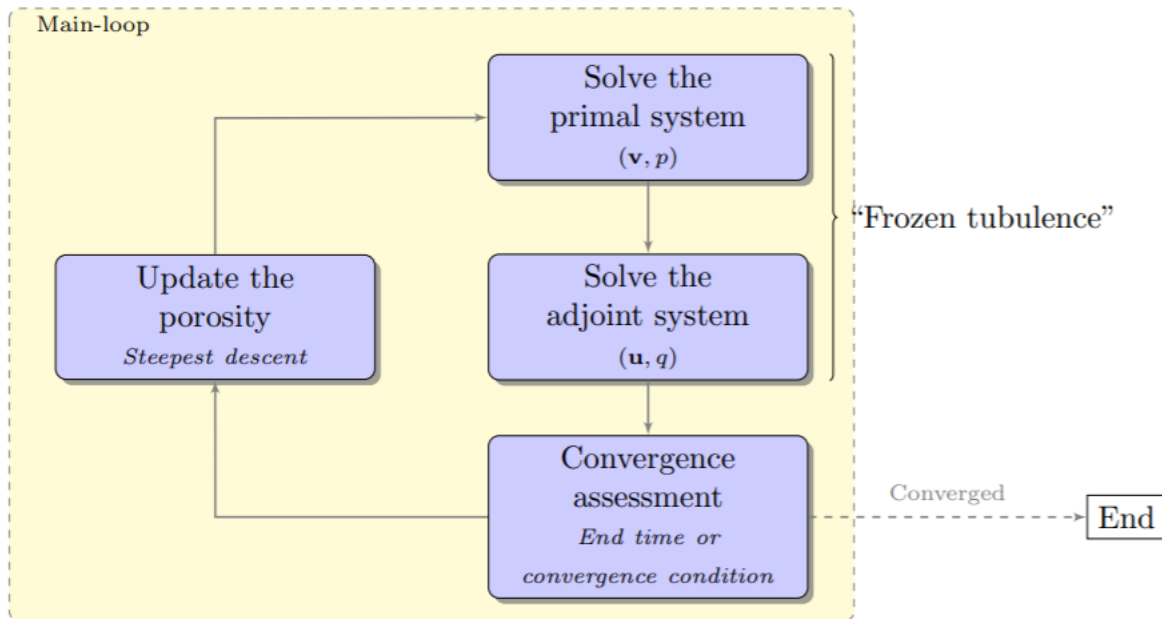 Main-loop
Solve the
primal system
(v, p)
“Frozen tubulence”
Solve the
adjoint system
(u, q)
Update the
porosity
Steepest descent
Convergence
assessment
End time or
convergence condition
Converged
End